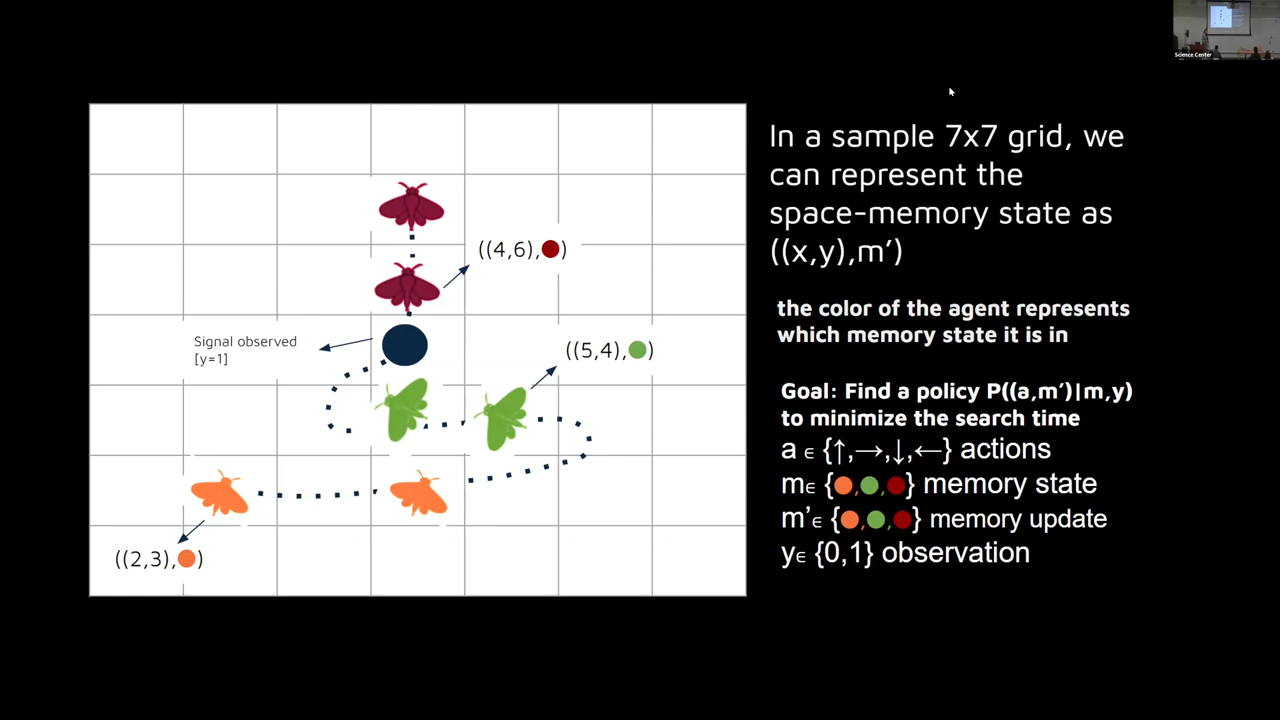 Science Center
In a sample 7x7 grid, we
can represent the
space-memory state as
((x,y),m’)
((4,6), )
the color of the agent represents
which memory state it is in
Signal observed
[y=1]
((5,4), )
Goal: Find a policy P((a,m’)|m,y)
to minimize the search time
a ∈ {↑,→,↓,←} actions
m∈ { , , } memory state
m’∈ { , , } memory update
y∈ {0,1} observation
((2,3), )